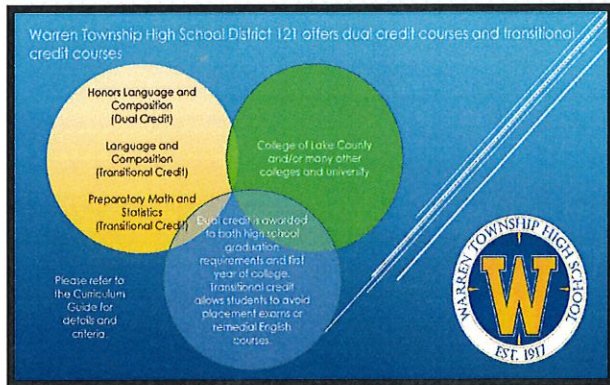 Warren Township High School District 121 offers dual credit courses and transitional
credit courses
Honors Language and
Composition
(Dual Credit)
Language and
Composition
(Transitional Credit)
Preparatory Math and
Statistics
(Transitional Credit)
College of Lake County
and/or many other
colleges and university
Dual credit is awarded
to both high school
graduation
requirements and first
year of college.
Transitional credit
allows students to avoid
placement exams or
remedial English
courses.
Please refer to
the Curriculum
Guide for
details and
criteria.
WARREN TOWNSHIP HIGH SCHOOL
W
EST. 1917